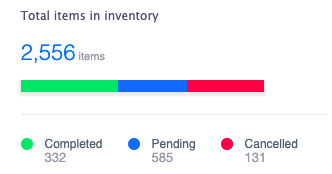 Total items in inventory
2,556 items
Completed Pending Cancelled
332 585 131